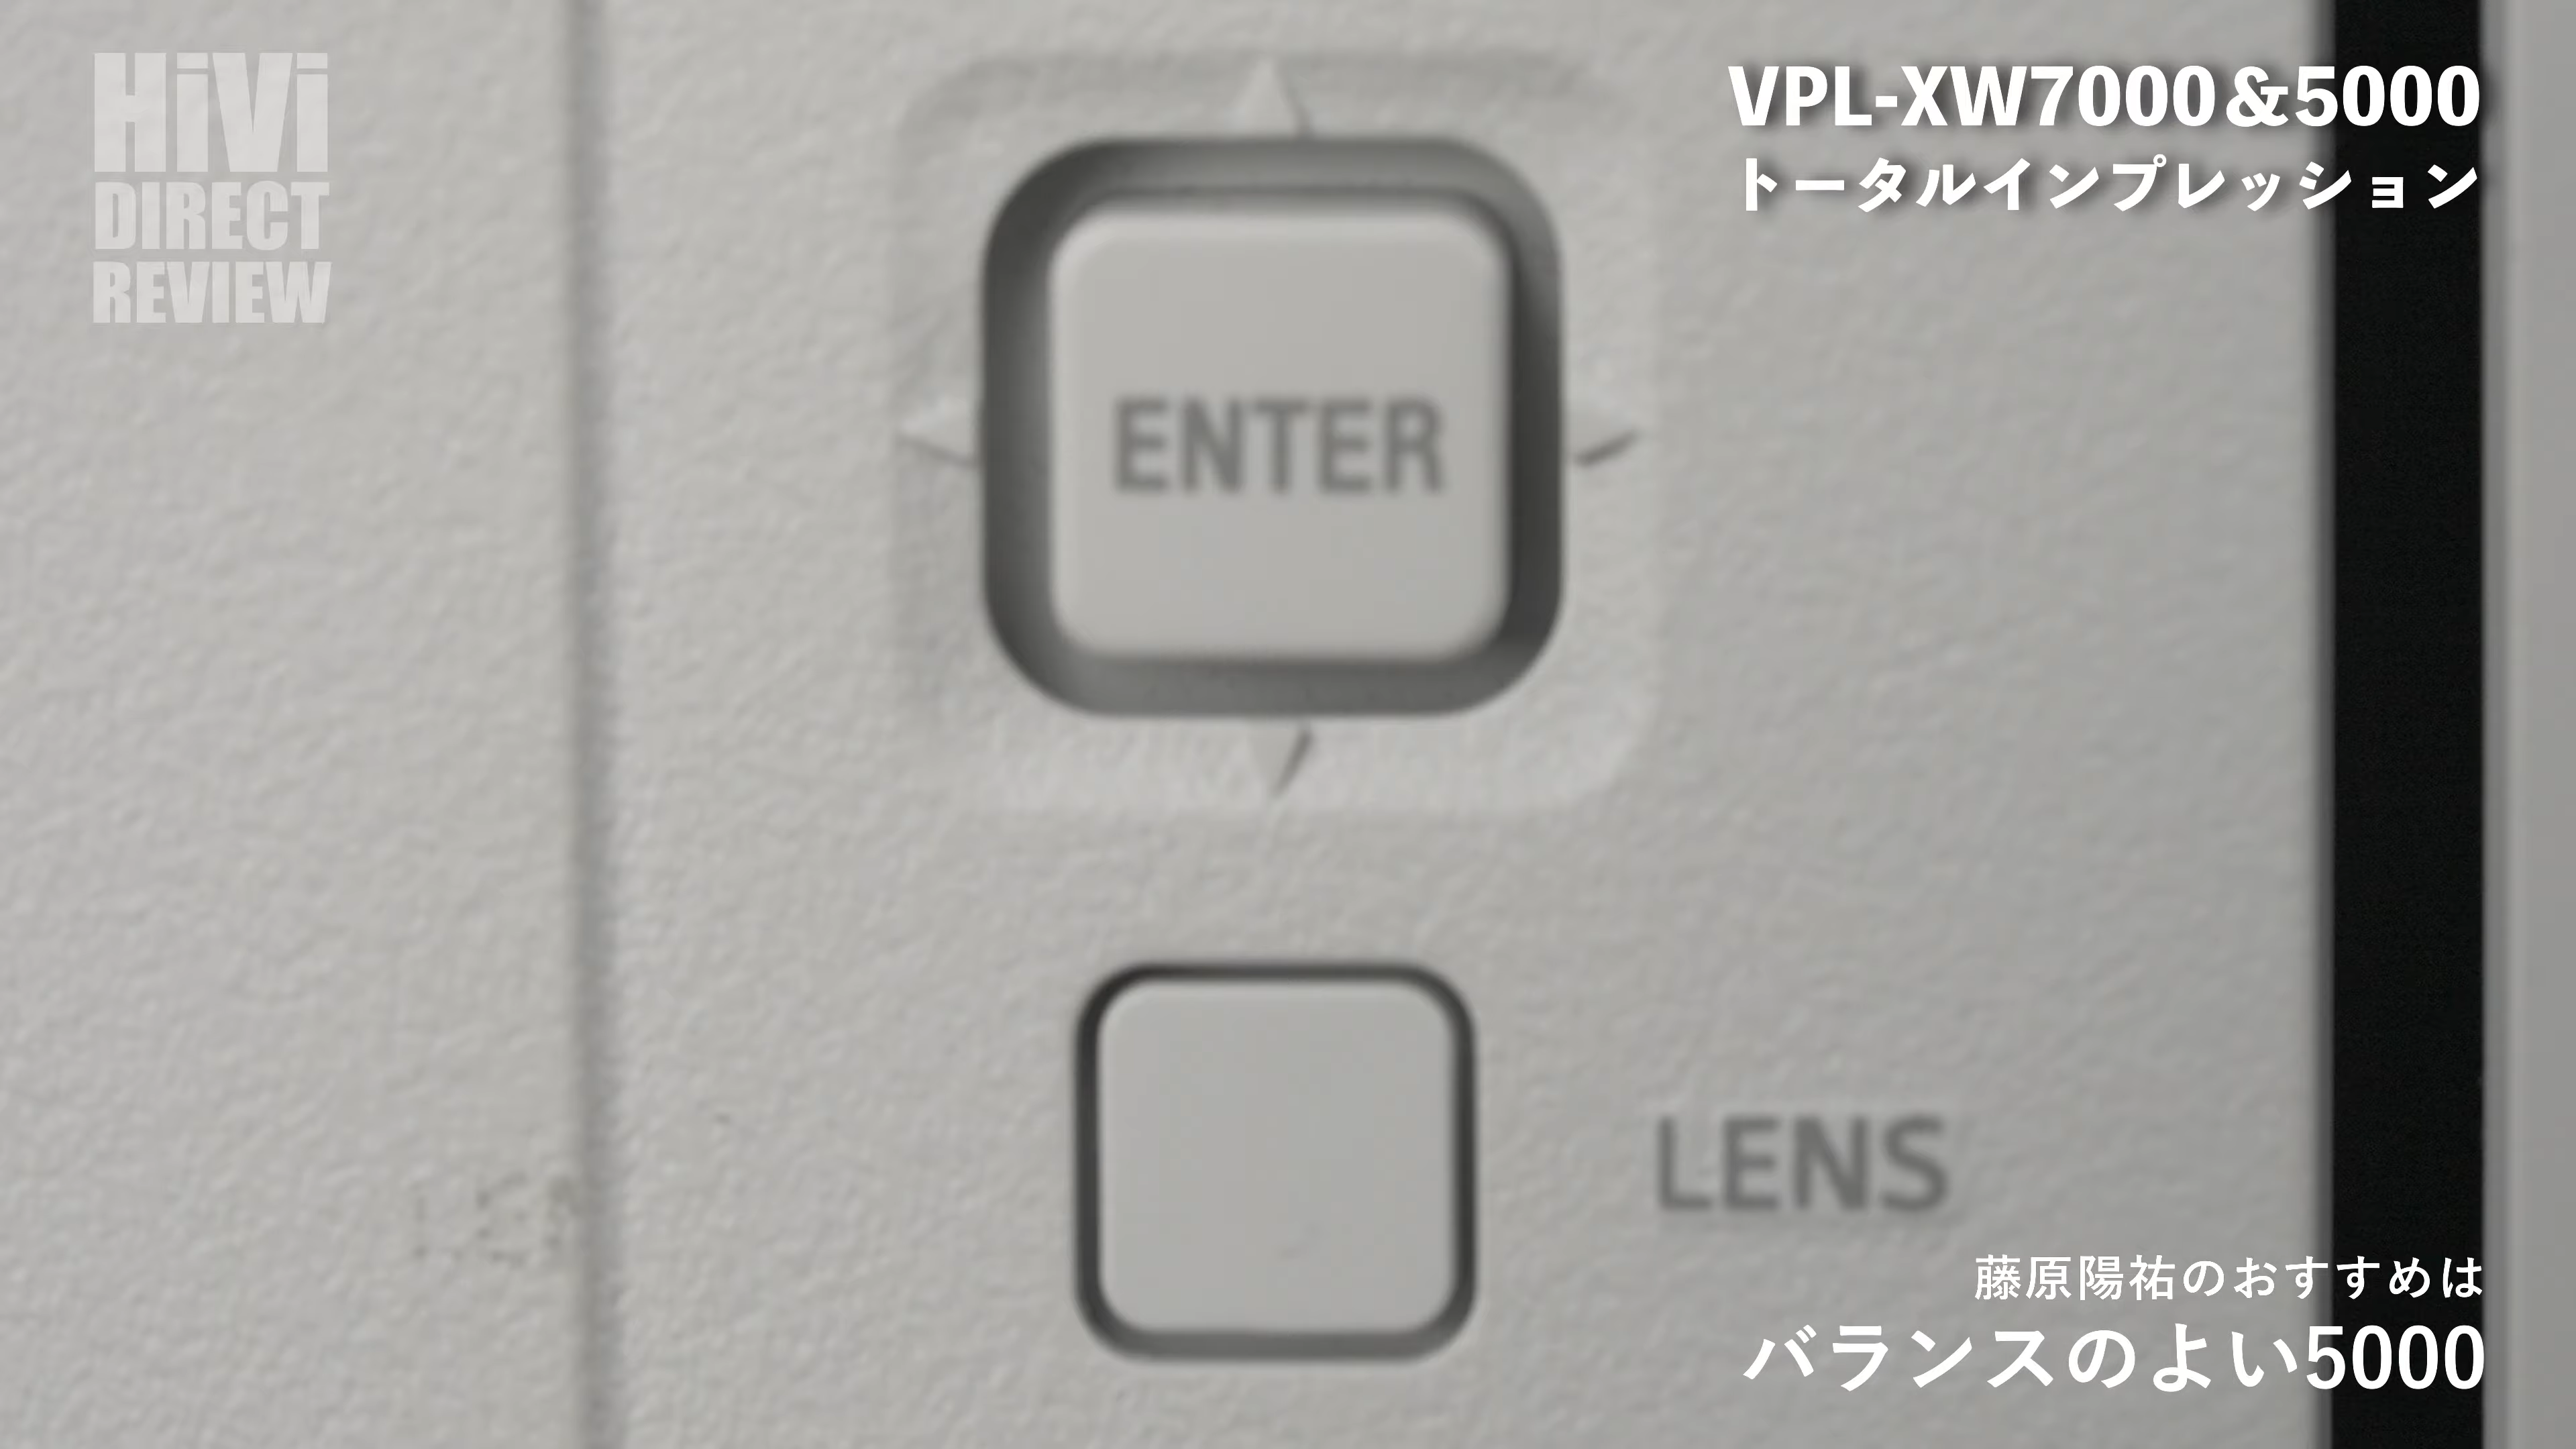 HiVi
DIRECT
REVIEW
VPL-XW7000&5000
トータルインプレッション
ENTER
LENS
藤原陽祐のおすすめは
バランスのよい5000